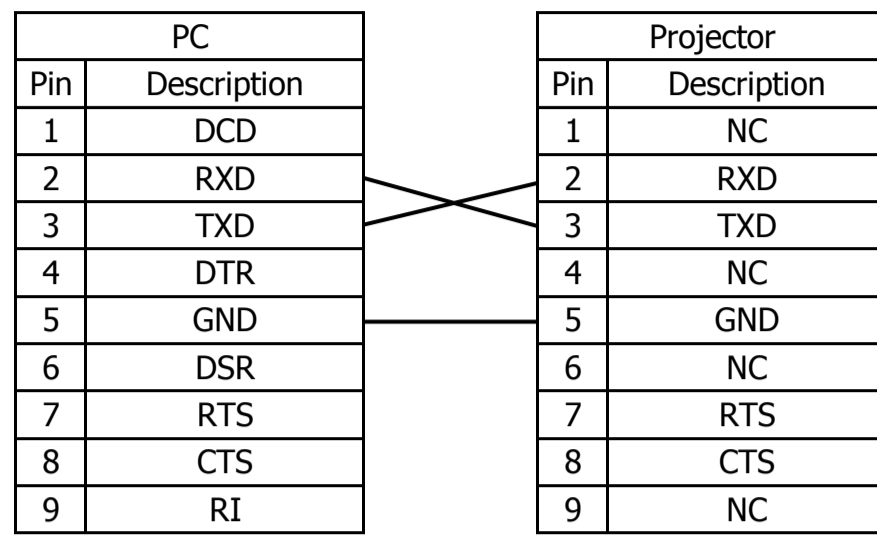 PC Projector
Pin Description Pin Description
1 DCD 1 NC
2 RXD 2 RXD
3 TXD 3 TXD
4 DTR 4 NC
5 GND 5 GND
6 DSR 6 NC
7 RTS 7 RTS
8 CTS 8 CTS
9 RI 9 NC